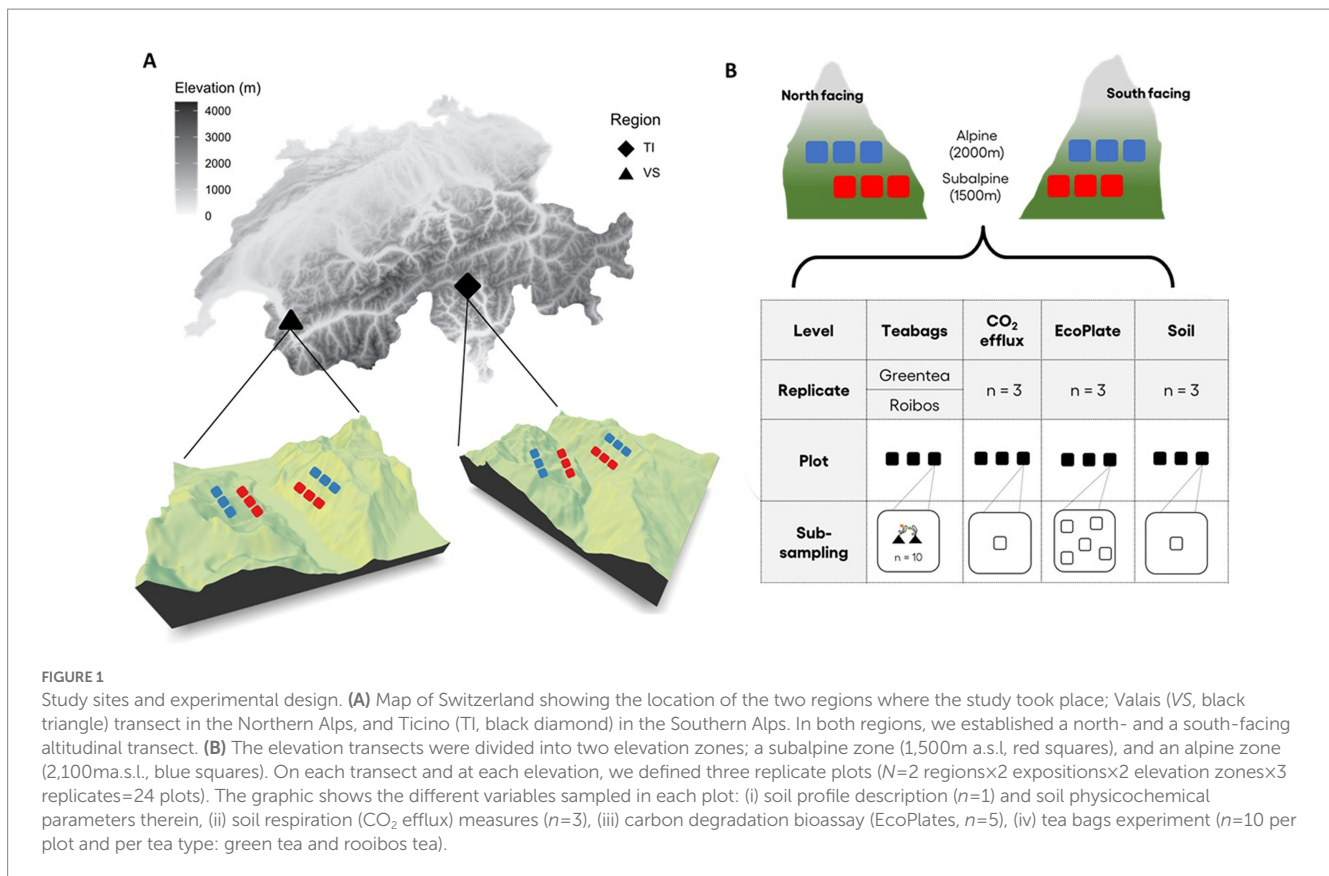 A
Elevation (m)
4000
3000
2000
1000
0
Region
TI
VS
B
North facing
South facing
Alpine
(2000m)
Subalpine
(1500m)
Level
Teabags
CO2
efflux
EcoPlate
Soil
Replicate
Greentea
Roibos
n = 3
n = 3
n = 3
Plot
Sub-
sampling
n = 10
FIGURE 1
Study sites and experimental design. (A) Map of Switzerland showing the location of the two regions where the study took place; Valais (VS, black
triangle) transect in the Northern Alps, and Ticino (TI, black diamond) in the Southern Alps. In both regions, we established a north- and a south-facing
altitudinal transect. (B) The elevation transects were divided into two elevation zones; a subalpine zone (1,500m a.s.l, red squares), and an alpine zone
(2,100ma.s.l., blue squares). On each transect and at each elevation, we defined three replicate plots (N=2 regions×2 expositions×2 elevation zones×3
replicates=24 plots). The graphic shows the different variables sampled in each plot: (i) soil profile description (n=1) and soil physicochemical
parameters therein, (ii) soil respiration (CO2 efflux) measures (n=3), (iii) carbon degradation bioassay (EcoPlates, n=5), (iv) tea bags experiment (n=10 per
plot and per tea type: green tea and rooibos tea).